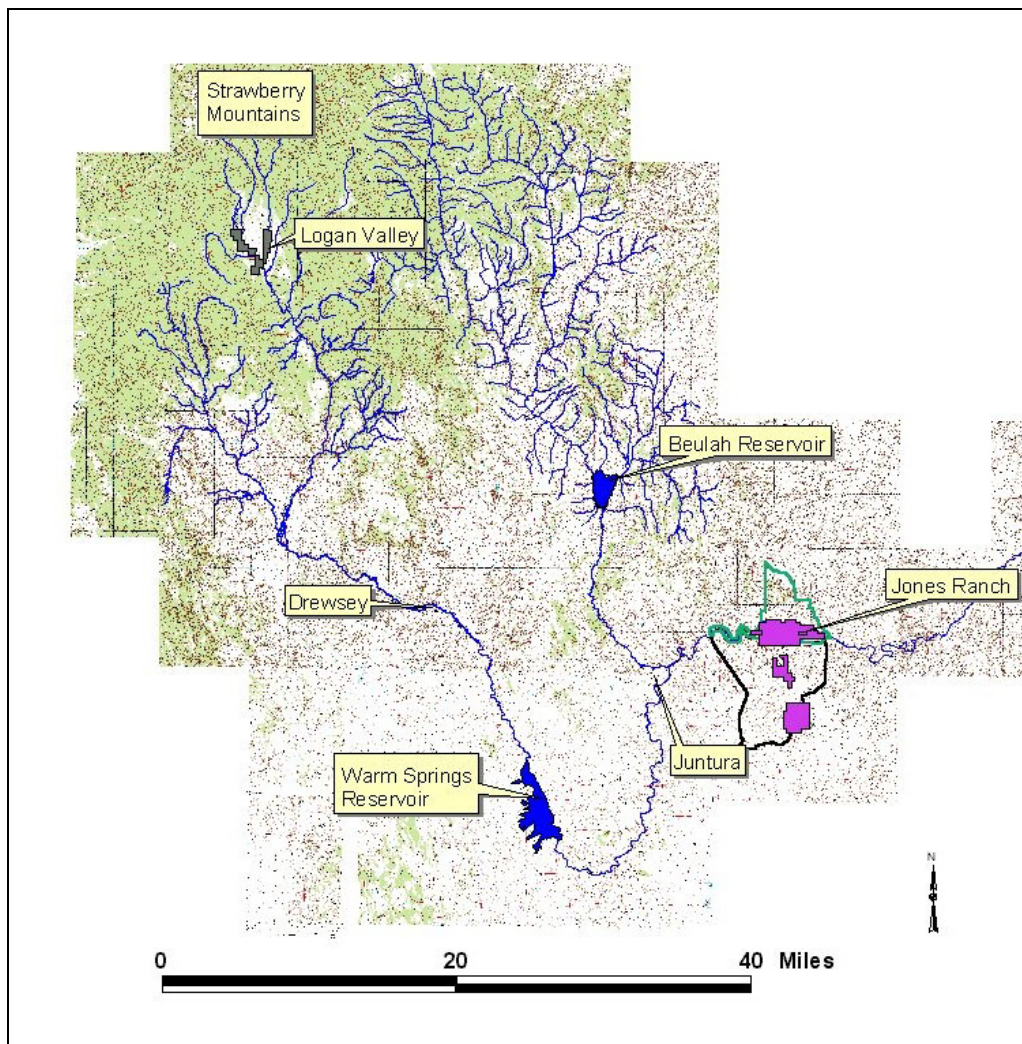 Strawberry
Mountains
Logan Valley
Beulah Reservoir
Jones Ranch
Drewsey
Juntura
Warm Springs
Reservoir
N
0 20 40 Miles